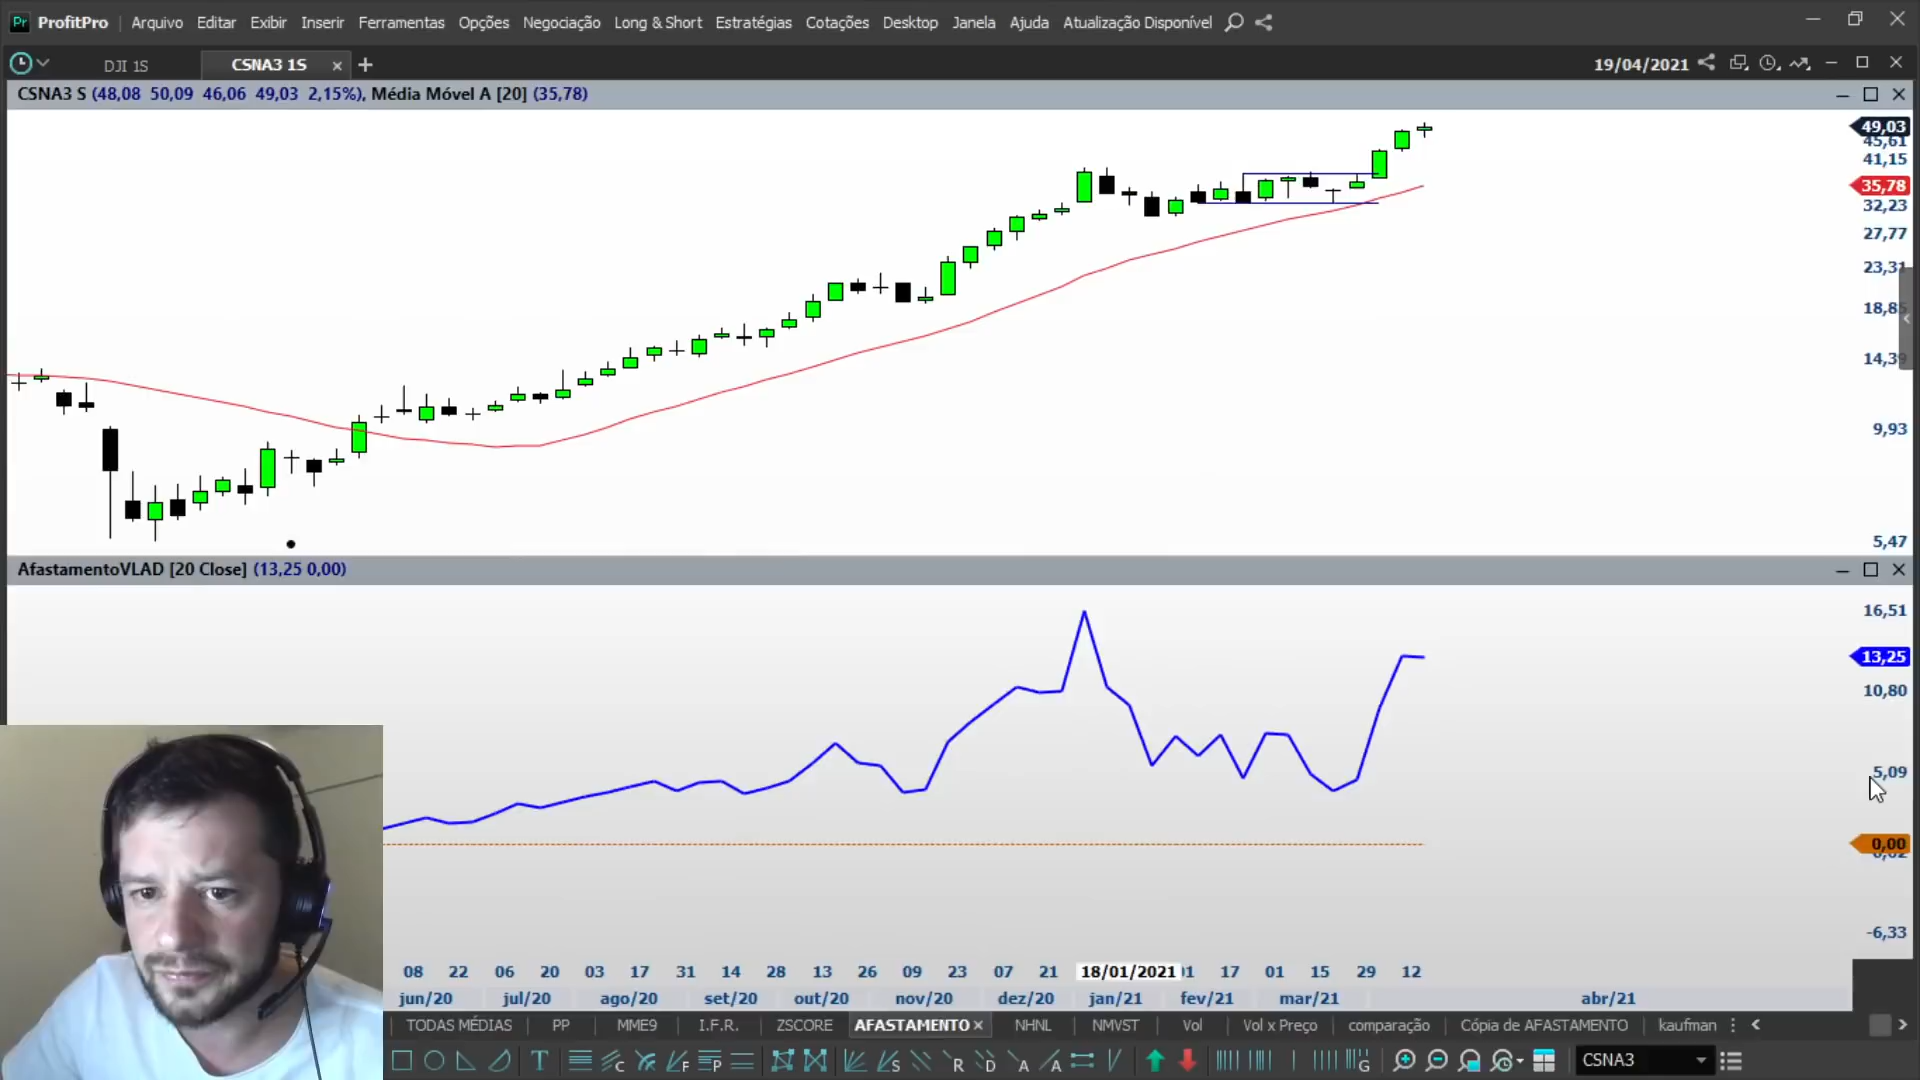 Pr ProfitPro Arquivo Editar Exibir Inserir Ferramentas Opções Negociação Long & Short Estratégias Cotações Desktop Janela Ajuda Atualização Disponível
DJI 1S CSNA3 1S 19/04/2021
CSNA3 S (48,08 50,09 46,06 49,03 2,15%), Média Móvel A [20] (35,78)
49,03
45,61
41,15
35,78
32,23
27,77
23,31
18,85
14,39
9,93
5,47
AfastamentoVLAD [20 Close] (13,25 0,00)
16,51
13,25
10,80
5,09
0,00
-6,33
08 22 06 20 03 17 31 14 28 13 26 09 23 07 21 18/01/2021 17 01 15 29 12
jun/20 jul/20 ago/20 set/20 out/20 nov/20 dez/20 jan/21 fev/21 mar/21 abr/21
TODAS MÉDIAS PP MME9 I.F.R. ZSCORE AFASTAMENTO NHNL NMVST Vol Vol x Preço comparação Cópia de AFASTAMENTO kaufman
T C F P S R D A A G CSNA3